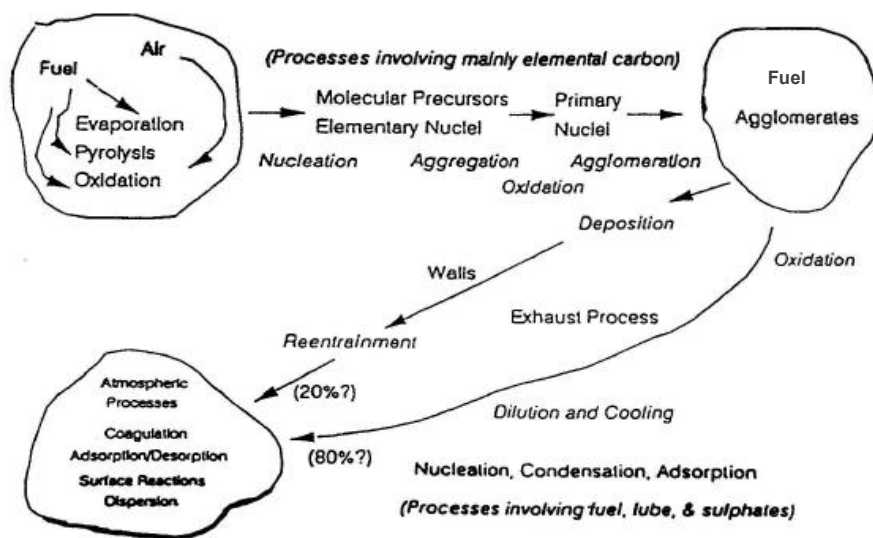 Air
(Processes involving mainly elemental carbon)
Fuel
Evaporation
Pyrolysis
Oxidation
Molecular Precursors
Elementary Nuclei
Primary
Nuclei
Fuel
Agglomerates
Nucleation
Aggregation
Agglomeration
Oxidation
Deposition
Oxidation
Walls
Exhaust Process
Reentrainment
(20%?)
Atmospheric
Processes
Coagulation
Adsorption/Desorption
Surface Reactions
Dispersion
Dilution and Cooling
(80%?)
Nucleation, Condensation, Adsorption
(Processes involving fuel, lube, & sulphates)